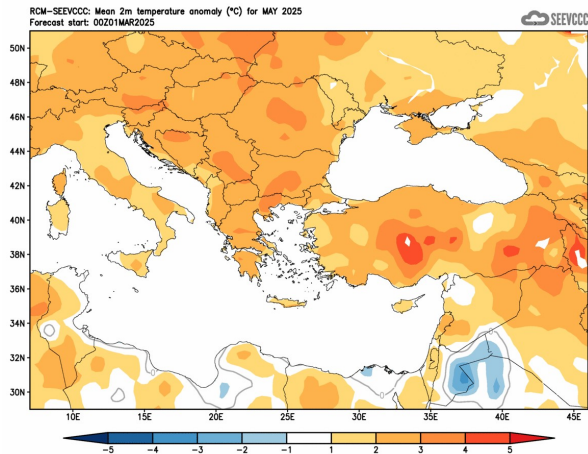 RCM-SEEVCCC: Mean 2m temperature anomaly (°C) for MAY 2025
Forecast start: 00Z01MAR2025
SEEVCCC
50N
48N
46N
44N
42N
40N
38N
36N
34N
32N
30N
10E 15E 20E 25E 30E 35E 40E 45E
-5 -4 -3 -2 -1 1 2 3 4 5